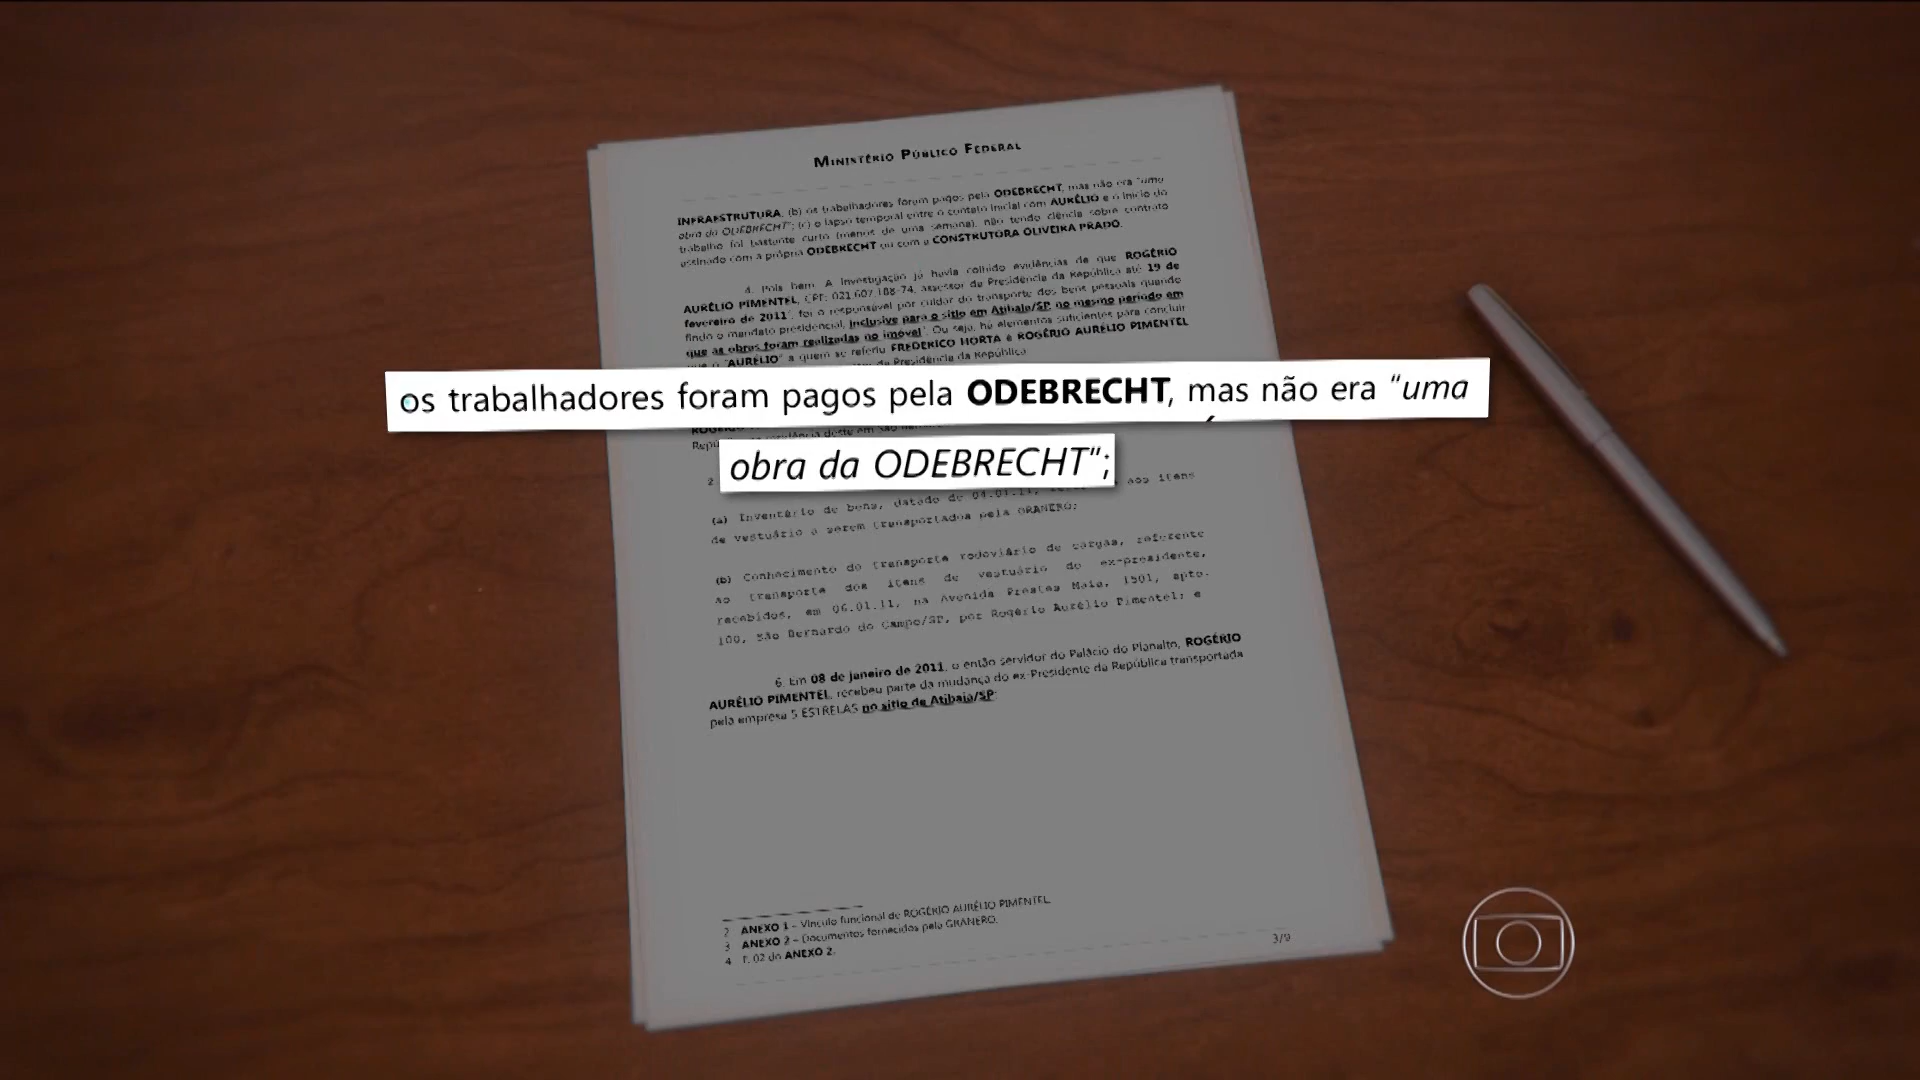 MINISTÉRIO PÚBLICO FEDERAL
INFRAESTRUTURA, (b) os trabalhadores foram pagos pela ODEBRECHT, mas não era "uma
obra da ODEBRECHT"; (c) o lapso temporal entre o contato inicial com AURÉLIO e o início do
trabalho foi bastante curto (menos de uma semana), não tendo ciência sobre contrato
assinado com a própria ODEBRECHT ou com a CONSTRUTORA OLIVEIRA PRADO.
4. Pois bem. A investigação já havia colhido evidências de que ROGÉRIO
AURÉLIO PIMENTEL, CPF: 021.607.188-74, assessor da Presidência da República até 19 de
fevereiro de 2011, foi o responsável por cuidar do transporte dos bens pessoais quando
findo o mandato presidencial, inclusive para o sítio em Atibaia/SP, no mesmo período em
que as obras foram realizadas no imóvel. Ou seja, há elementos suficientes para concluir
que o "AURÉLIO" a quem se referiu FREDERICO HORTA é ROGÉRIO AURÉLIO PIMENTEL
da Presidência da República
os trabalhadores foram pagos pela ODEBRECHT, mas não era "uma
obra da ODEBRECHT";
(a) Inventário de bens, datado de aos itens
de vestuário a serem transportados pela GRANERO;
(b) Conhecimento do transporte rodoviário de cargas, referente
ao transporte dos itens de vestuário do ex-presidente,
recebidos, em 06.01.11, na Avenida Prestes Maia, 1501, apto.
100, São Bernardo do Campo/SP, por Rogério Aurélio Pimentel; e
6. Em 08 de janeiro de 2011, o então servidor do Palácio do Planalto, ROGÉRIO
AURÉLIO PIMENTEL, recebeu parte da mudança do ex-Presidente da República transportada
pela empresa 5 ESTRELAS no sítio de Atibaia/SP
2 ANEXO 1 – Vínculo funcional de ROGÉRIO AURÉLIO PIMENTEL.
3 ANEXO 2 – Documentos fornecidos pela GRANERO.
4 F. 02 do ANEXO 2.
3/9